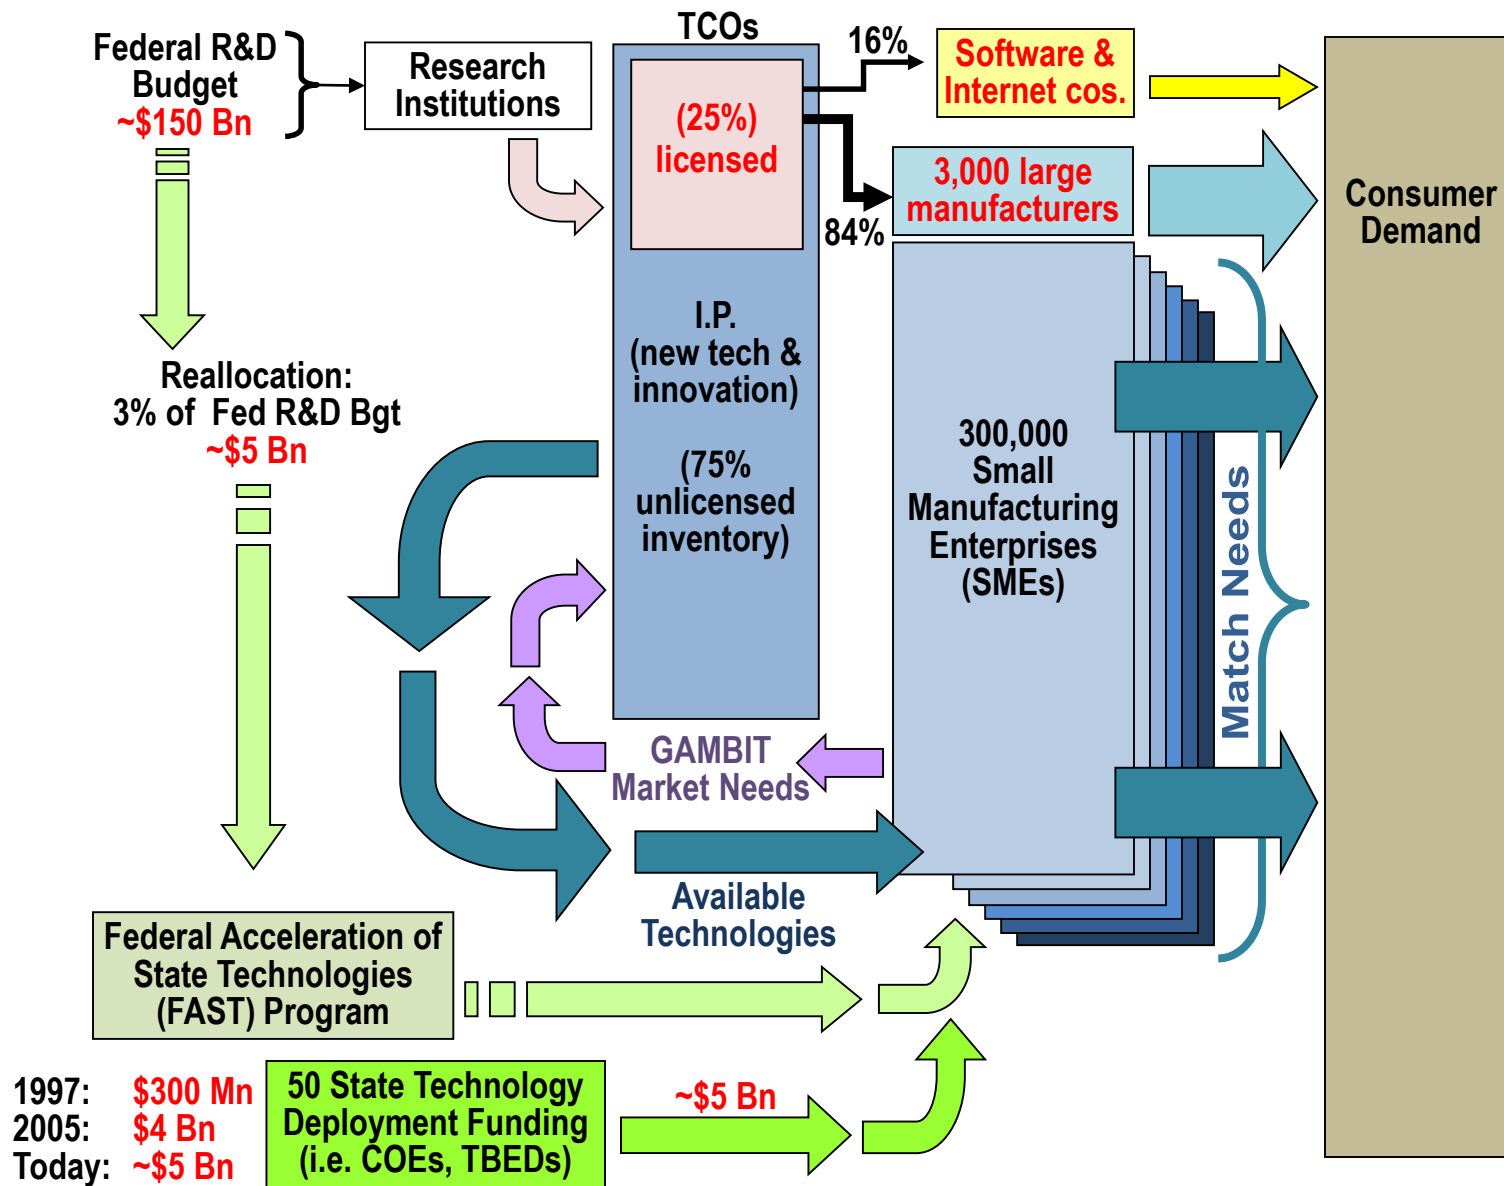 TCOs
Federal R&D
Budget
~$150 Bn
Research
Institutions
(25%)
licensed
16%
84%
Software &
Internet cos.
3,000 large
manufacturers
Consumer
Demand
I.P.
(new tech &
innovation)
(75%
unlicensed
inventory)
Reallocation:
3% of Fed R&D Bgt
~$5 Bn
300,000
Small
Manufacturing
Enterprises
(SMEs)
Match Needs
GAMBIT
Market Needs
Available
Technologies
Federal Acceleration of
State Technologies
(FAST) Program
1997: $300 Mn
2005: $4 Bn
Today: ~$5 Bn
50 State Technology
Deployment Funding
(i.e. COEs, TBEDs)
~$5 Bn